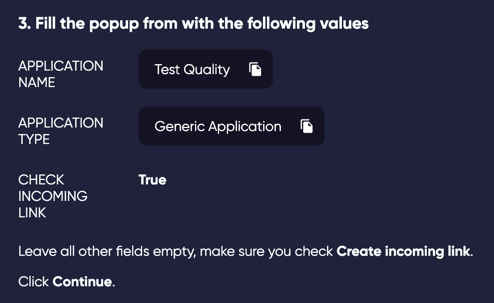 3. Fill the popup from with the following values
APPLICATION
NAME
Test Quality
APPLICATION
TYPE
Generic Application
CHECK
INCOMING
LINK
True
Leave all other fields empty, make sure you check Create incoming link.
Click Continue.